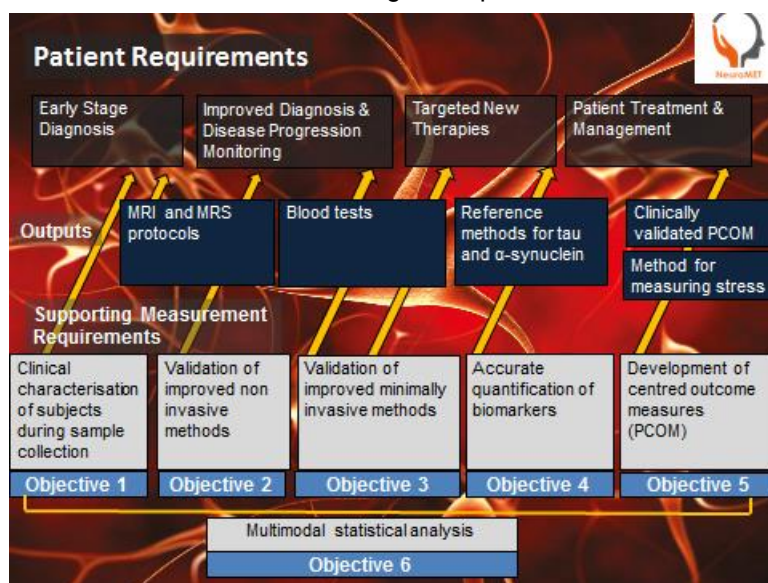 Patient Requirements
NeuroMET
Early Stage
Diagnosis
Improved Diagnosis &
Disease Progression
Monitoring
Targeted New
Therapies
Patient Treatment &
Management
Outputs
MRI and MRS
protocols
Blood tests
Reference
methods for tau
and α-synuclein
Clinically
validated PCOM
Method for
measuring stress
Supporting Measurement
Requirements
Clinical
characterisation
of subjects
during sample
collection
Objective 1
Validation of
improved non
invasive
methods
Objective 2
Validation of
improved minimally
invasive methods
Objective 3
Accurate
quantification of
biomarkers
Objective 4
Development of
centred outcome
measures
(PCOM)
Objective 5
Multimodal statistical analysis
Objective 6